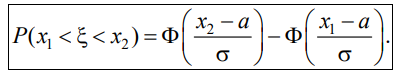 P(x₁ < ξ < x₂) = Φ((x₂ − a)/σ) − Φ((x₁ − a)/σ).